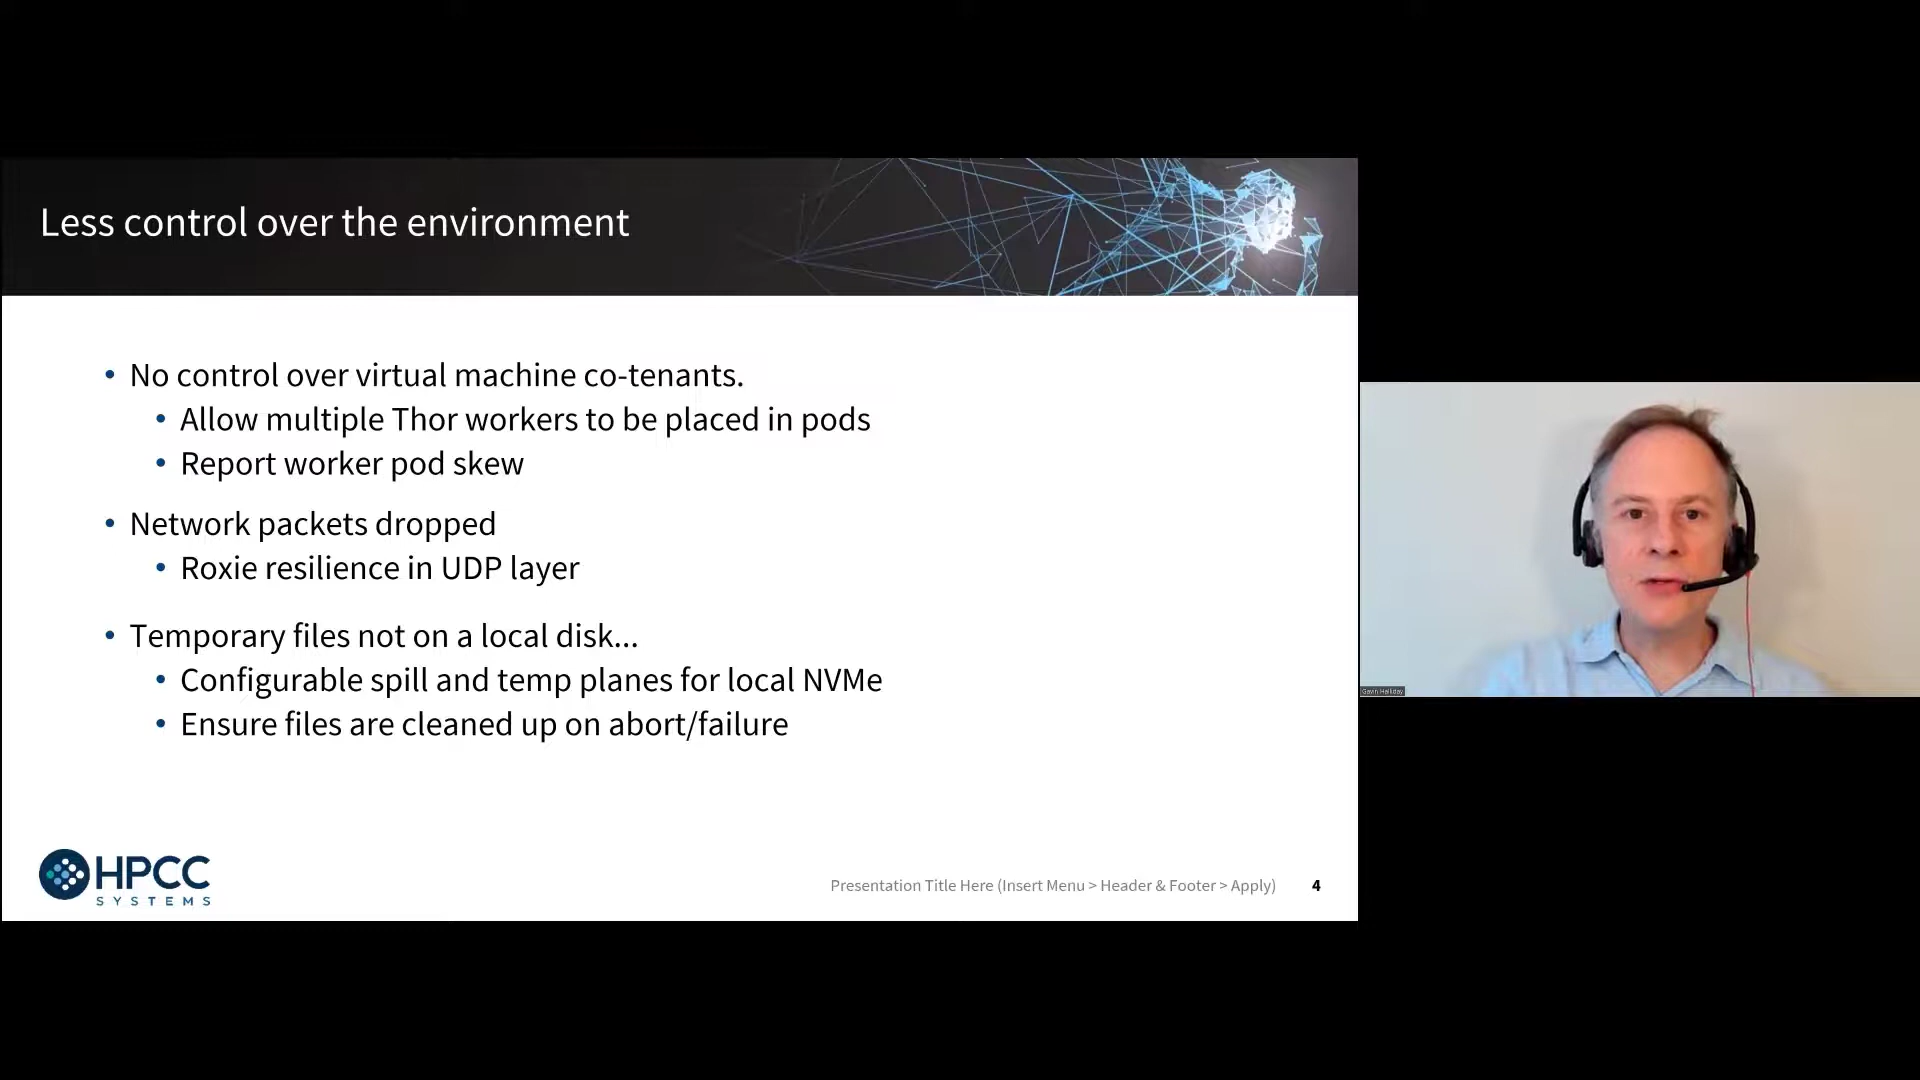 Less control over the environment
• No control over virtual machine co-tenants.
• Allow multiple Thor workers to be placed in pods
• Report worker pod skew
• Network packets dropped
• Roxie resilience in UDP layer
• Temporary files not on a local disk...
• Configurable spill and temp planes for local NVMe
• Ensure files are cleaned up on abort/failure
HPCC
SYSTEMS
Presentation Title Here (Insert Menu > Header & Footer > Apply) 4
Gavin Halliday